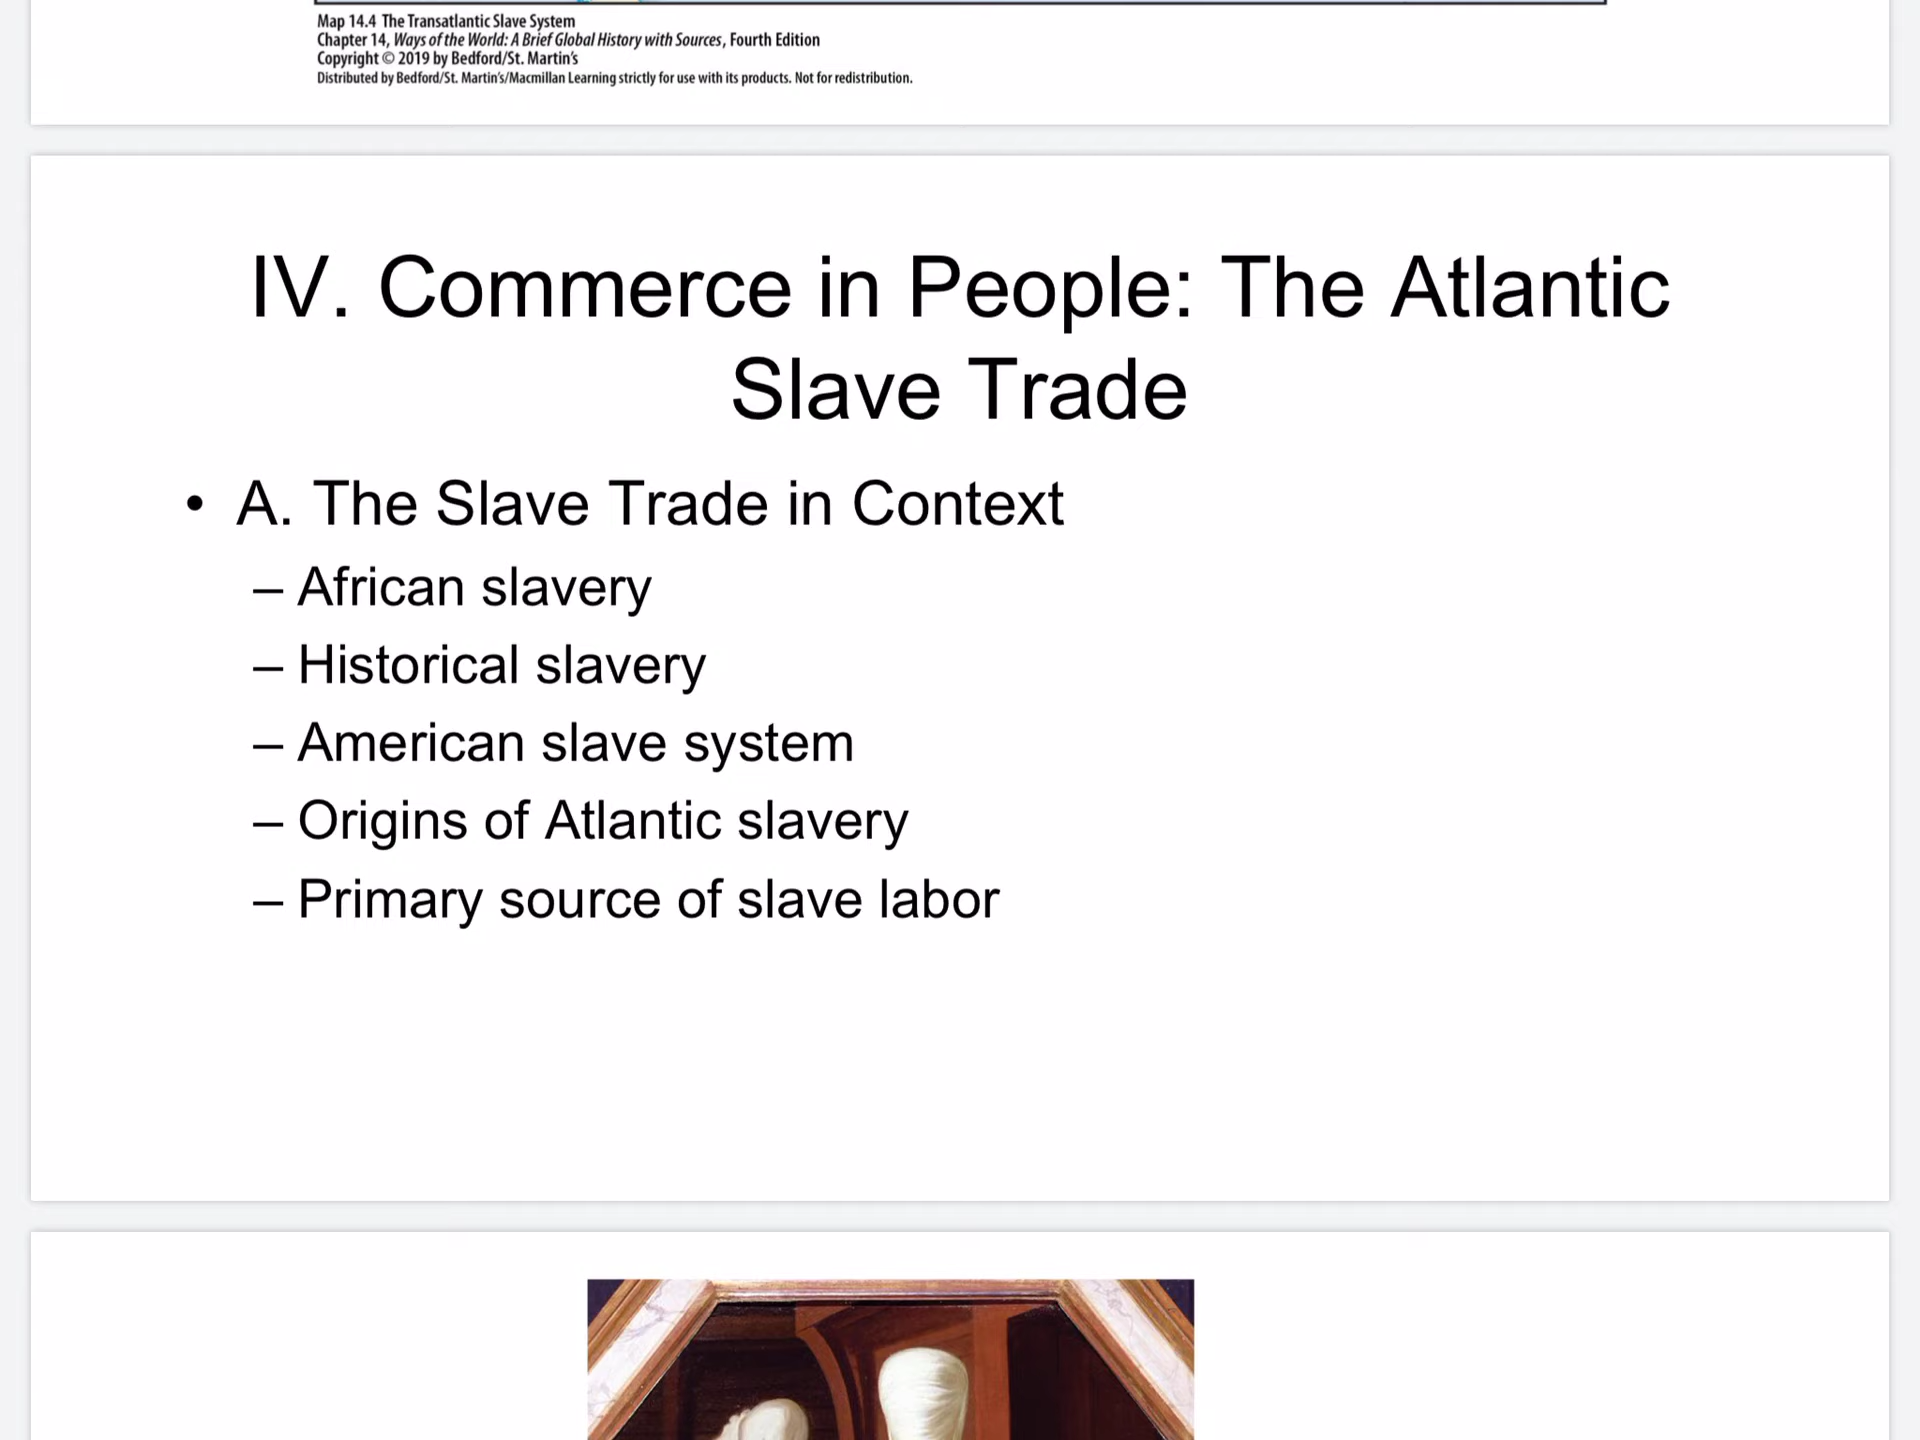 Map 14.4 The Transatlantic Slave System
Chapter 14, Ways of the World: A Brief Global History with Sources, Fourth Edition
Copyright © 2019 by Bedford/St. Martin's
Distributed by Bedford/St. Martin's/Macmillan Learning strictly for use with its products. Not for redistribution.
IV. Commerce in People: The Atlantic
Slave Trade
• A. The Slave Trade in Context
– African slavery
– Historical slavery
– American slave system
– Origins of Atlantic slavery
– Primary source of slave labor